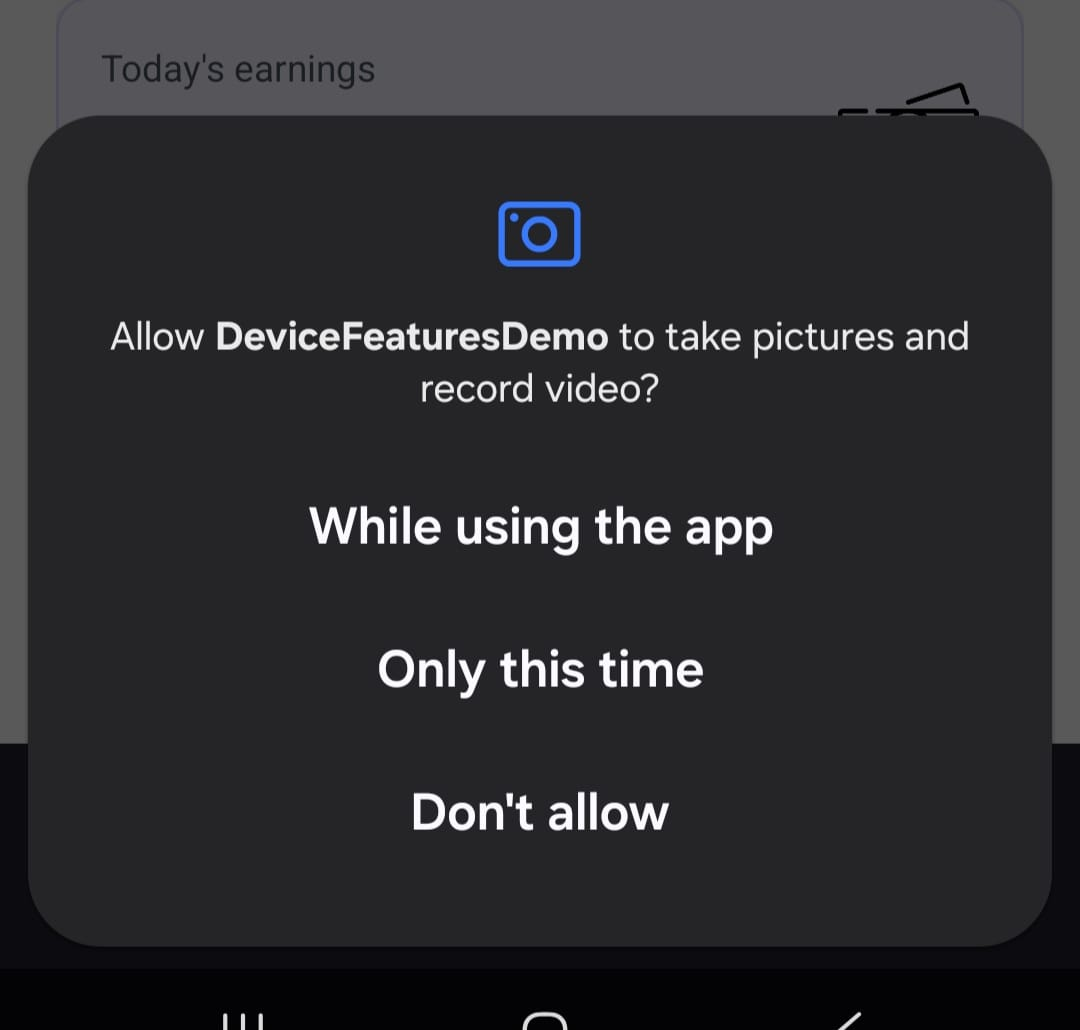 Today's earnings
Allow DeviceFeaturesDemo to take pictures and
record video?
While using the app
Only this time
Don't allow